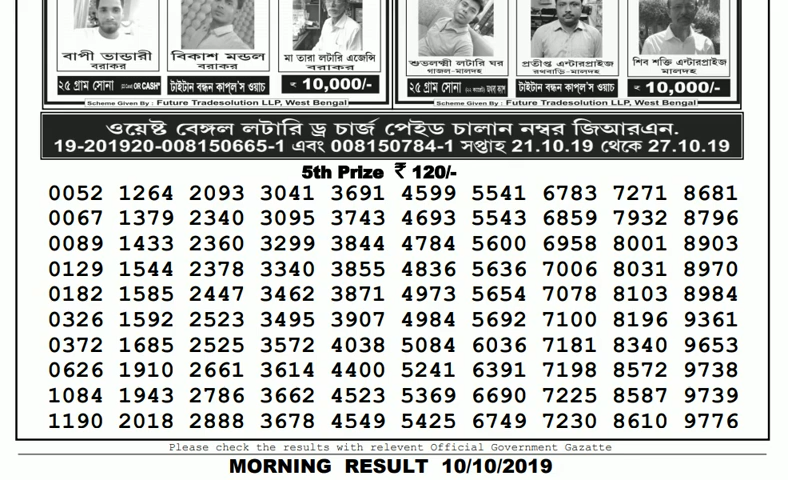 বাপী ভান্ডারী
বরাকর
বিকাশ মন্ডল
বরাকর
মা তারা লটারি এজেন্সি
বরাকর
শুভলক্ষ্মী লটারি ঘর
গাজল-মালদহ
প্রতীপ্ত এন্টারপ্রাইজ
রথবাড়ি-মালদহ
শিব শক্তি এন্টারপ্রাইজ
মালদহ
২৫ গ্রাম সোনা OR CASH* টাইটান বন্ধন কাপ্‌ল'স ওয়াচ ₹ 10,000/-
২৫ গ্রাম সোনা টাইটান বন্ধন কাপ্‌ল'স ওয়াচ ₹ 10,000/-
Scheme Given By : Future Tradesolution LLP, West Bengal
Scheme Given By : Future Tradesolution LLP, West Bengal
ওয়েষ্ট বেঙ্গল লটারি ড্র চার্জ পেইড চালান নম্বর জিআরএন.
19-201920-008150665-1 এবং 008150784-1 সপ্তাহ 21.10.19 থেকে 27.10.19
5th Prize ₹ 120/-
0052 1264 2093 3041 3691 4599 5541 6783 7271 8681
0067 1379 2340 3095 3743 4693 5543 6859 7932 8796
0089 1433 2360 3299 3844 4784 5600 6958 8001 8903
0129 1544 2378 3340 3855 4836 5636 7006 8031 8970
0182 1585 2447 3462 3871 4973 5654 7078 8103 8984
0326 1592 2523 3495 3907 4984 5692 7100 8196 9361
0372 1685 2525 3572 4038 5084 6036 7181 8340 9653
0626 1910 2661 3614 4400 5241 6391 7198 8572 9738
1084 1943 2786 3662 4523 5369 6690 7225 8587 9739
1190 2018 2888 3678 4549 5425 6749 7230 8610 9776
Please check the results with relevent Official Government Gazatte
MORNING RESULT 10/10/2019